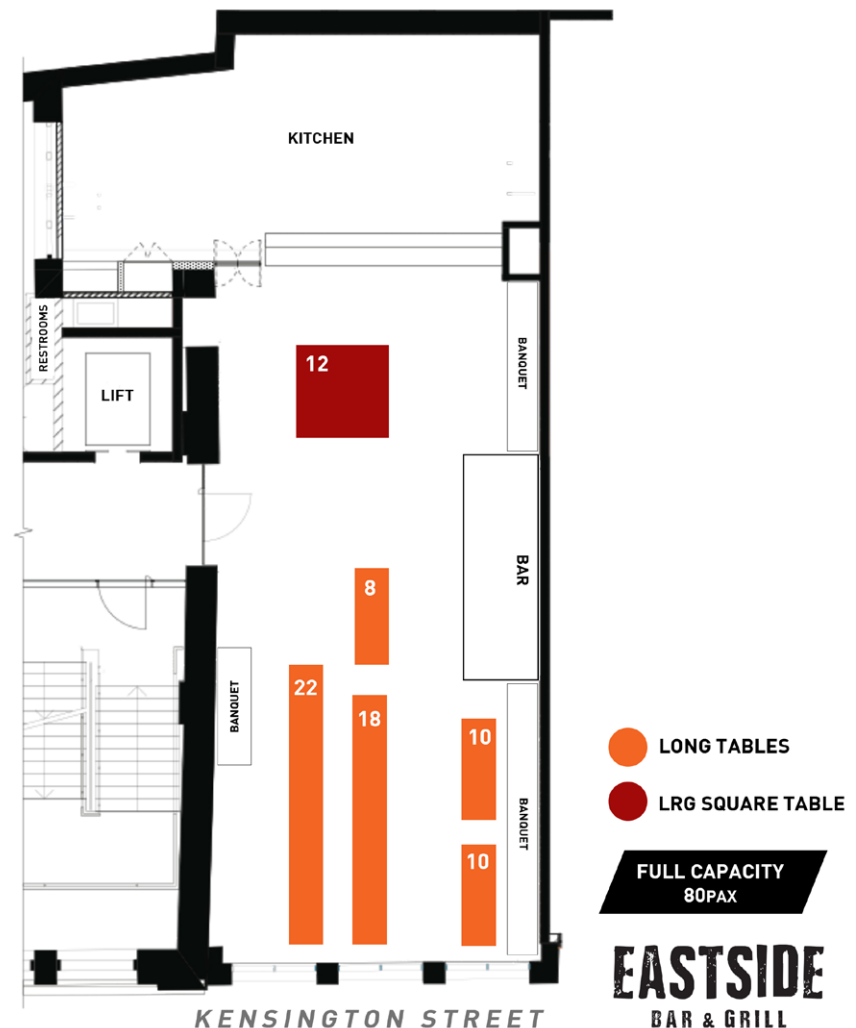 KITCHEN
RESTROOMS
LIFT
12
BANQUET
BAR
8
22
18
10
BANQUET
BANQUET
10
LONG TABLES
LRG SQUARE TABLE
FULL CAPACITY
80PAX
EASTSIDE
BAR & GRILL
KENSINGTON STREET